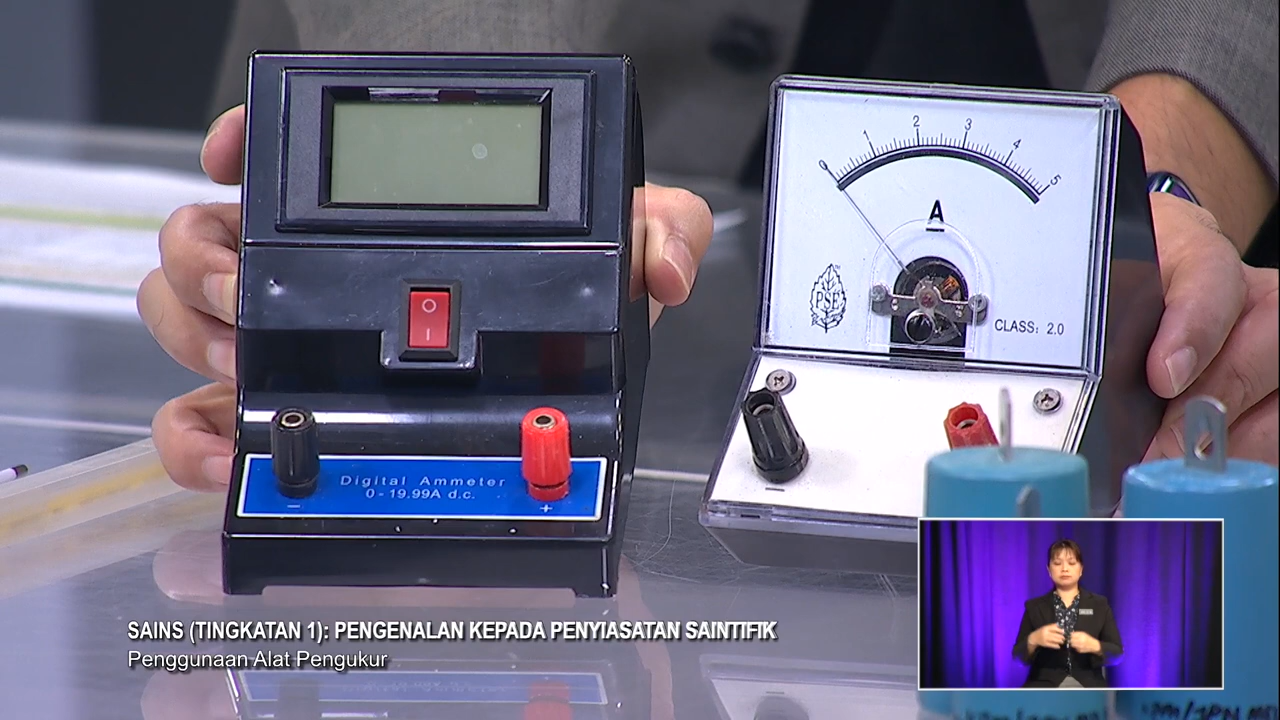 0 1 2 3 4 5
A
PSE
CLASS: 2.0
O
I
Digital Ammeter
0-19.99A d.c.
− +
−
SAINS (TINGKATAN 1): PENGENALAN KEPADA PENYIASATAN SAINTIFIK
Penggunaan Alat Pengukur